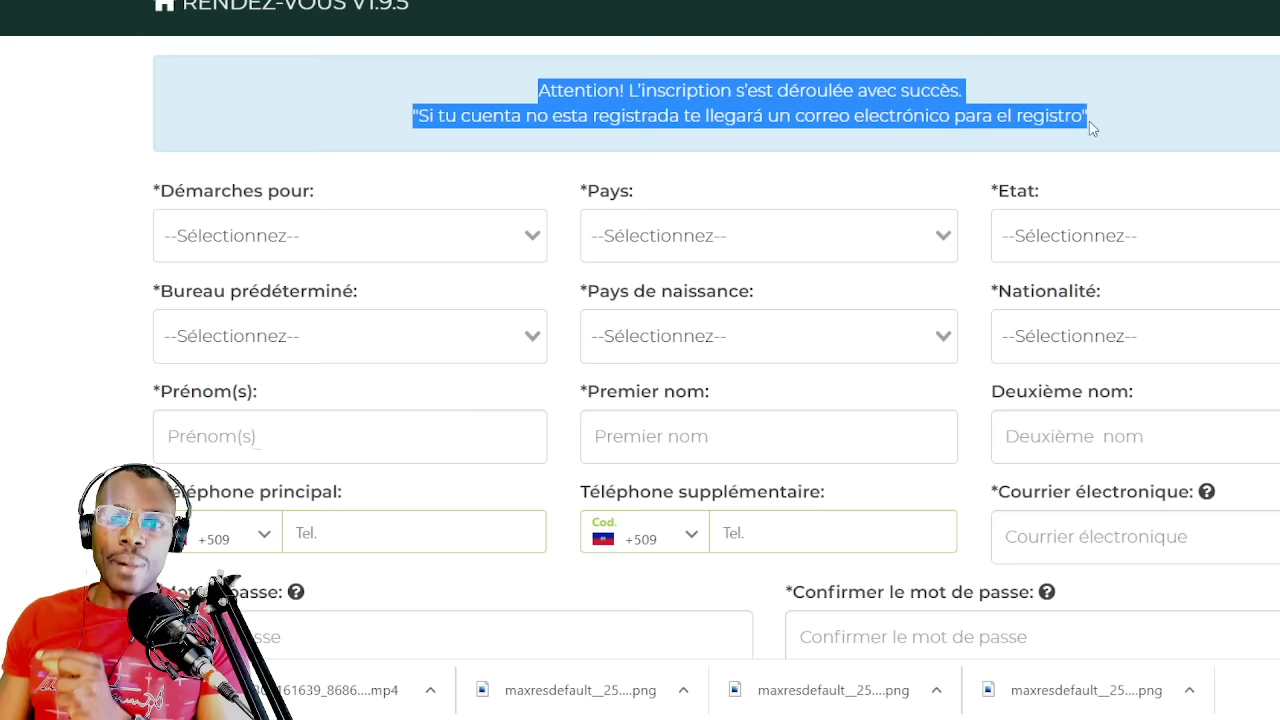 RENDEZ-VOUS V1.9.5
Attention! L'inscription s'est déroulée avec succès.
"Si tu cuenta no esta registrada te llegará un correo electrónico para el registro"
*Démarches pour: *Pays: *Etat:
--Sélectionnez-- --Sélectionnez-- --Sélectionnez--
*Bureau prédéterminé: *Pays de naissance: *Nationalité:
--Sélectionnez-- --Sélectionnez-- --Sélectionnez--
*Prénom(s): *Premier nom: Deuxième nom:
Prénom(s) Premier nom Deuxième nom
éléphone principal: Téléphone supplémentaire: *Courrier électronique:
Cod.
+509 Tel. +509 Tel. Courrier électronique
passe: *Confirmer le mot de passe:
sse Confirmer le mot de passe
161639_8686....mp4 maxresdefault__25....png maxresdefault__25....png maxresdefault__25....png